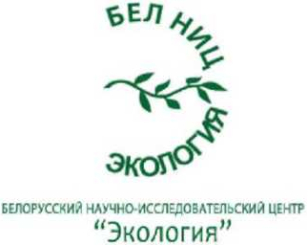 БЕЛ НИЦ
ЭКОЛОГИЯ
БЕЛОРУССКИЙ НАУЧНО-ИССЛЕДОВАТЕЛЬСКИЙ ЦЕНТР
“Экология”